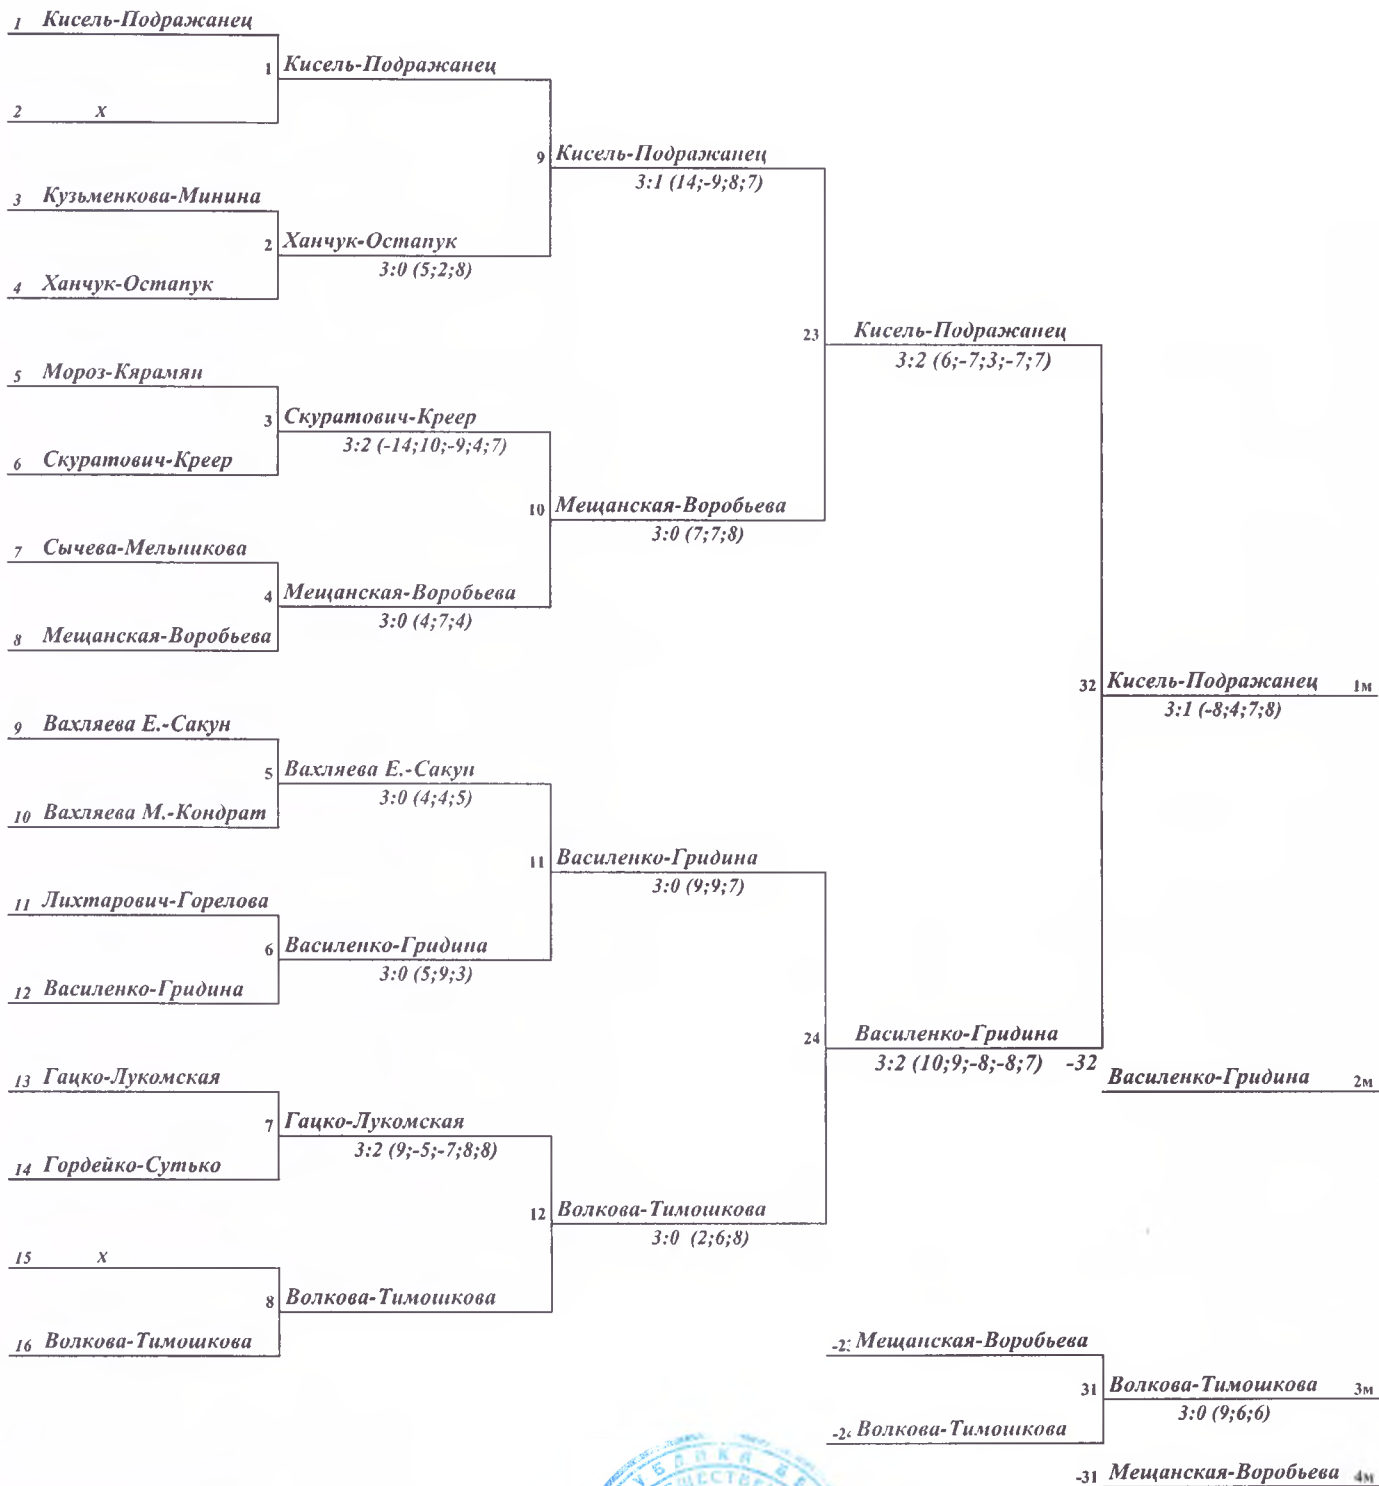 1 Кисель-Подражанец
1 Кисель-Подражанец
2 X
9 Кисель-Подражанец
3:1 (14;-9;8;7)
3 Кузьменкова-Минина
2 Ханчук-Остапук
3:0 (5;2;8)
4 Ханчук-Остапук
23 Кисель-Подражанец
3:2 (6;-7;3;-7;7)
5 Мороз-Кярамян
3 Скуратович-Креер
3:2 (-14;10;-9;4;7)
6 Скуратович-Креер
10 Мещанская-Воробьева
3:0 (7;7;8)
7 Сычева-Мельникова
4 Мещанская-Воробьева
3:0 (4;7;4)
8 Мещанская-Воробьева
32 Кисель-Подражанец 1м
3:1 (-8;4;7;8)
9 Вахляева Е.-Сакун
5 Вахляева Е.-Сакун
3:0 (4;4;5)
10 Вахляева М.-Кондрат
11 Василенко-Гридина
3:0 (9;9;7)
11 Лихтарович-Горелова
6 Василенко-Гридина
3:0 (5;9;3)
12 Василенко-Гридина
24 Василенко-Гридина
3:2 (10;9;-8;-8;7) -32
Василенко-Гридина 2м
13 Гацко-Лукомская
7 Гацко-Лукомская
3:2 (9;-5;-7;8;8)
14 Гордейко-Сутько
12 Волкова-Тимошкова
3:0 (2;6;8)
15 X
8 Волкова-Тимошкова
16 Волкова-Тимошкова
Мещанская-Воробьева
31 Волкова-Тимошкова 3м
3:0 (9;6;6)
Волкова-Тимошкова
-31 Мещанская-Воробьева 4м